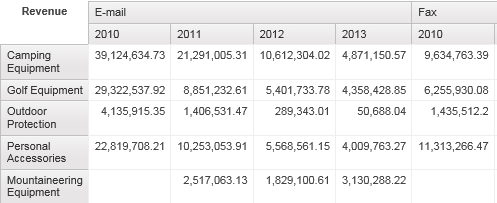 Revenue E-mail Fax
2010 2011 2012 2013 2010
Camping Equipment 39,124,634.73 21,291,005.31 10,612,304.02 4,871,150.57 9,634,763.39
Golf Equipment 29,322,537.92 8,851,232.61 5,401,733.78 4,358,428.85 6,255,930.08
Outdoor Protection 4,135,915.35 1,406,531.47 289,343.01 50,688.04 1,435,512.2
Personal Accessories 22,819,708.21 10,253,053.91 5,568,561.15 4,009,763.27 11,313,266.47
Mountaineering Equipment 2,517,063.13 1,829,100.61 3,130,288.22